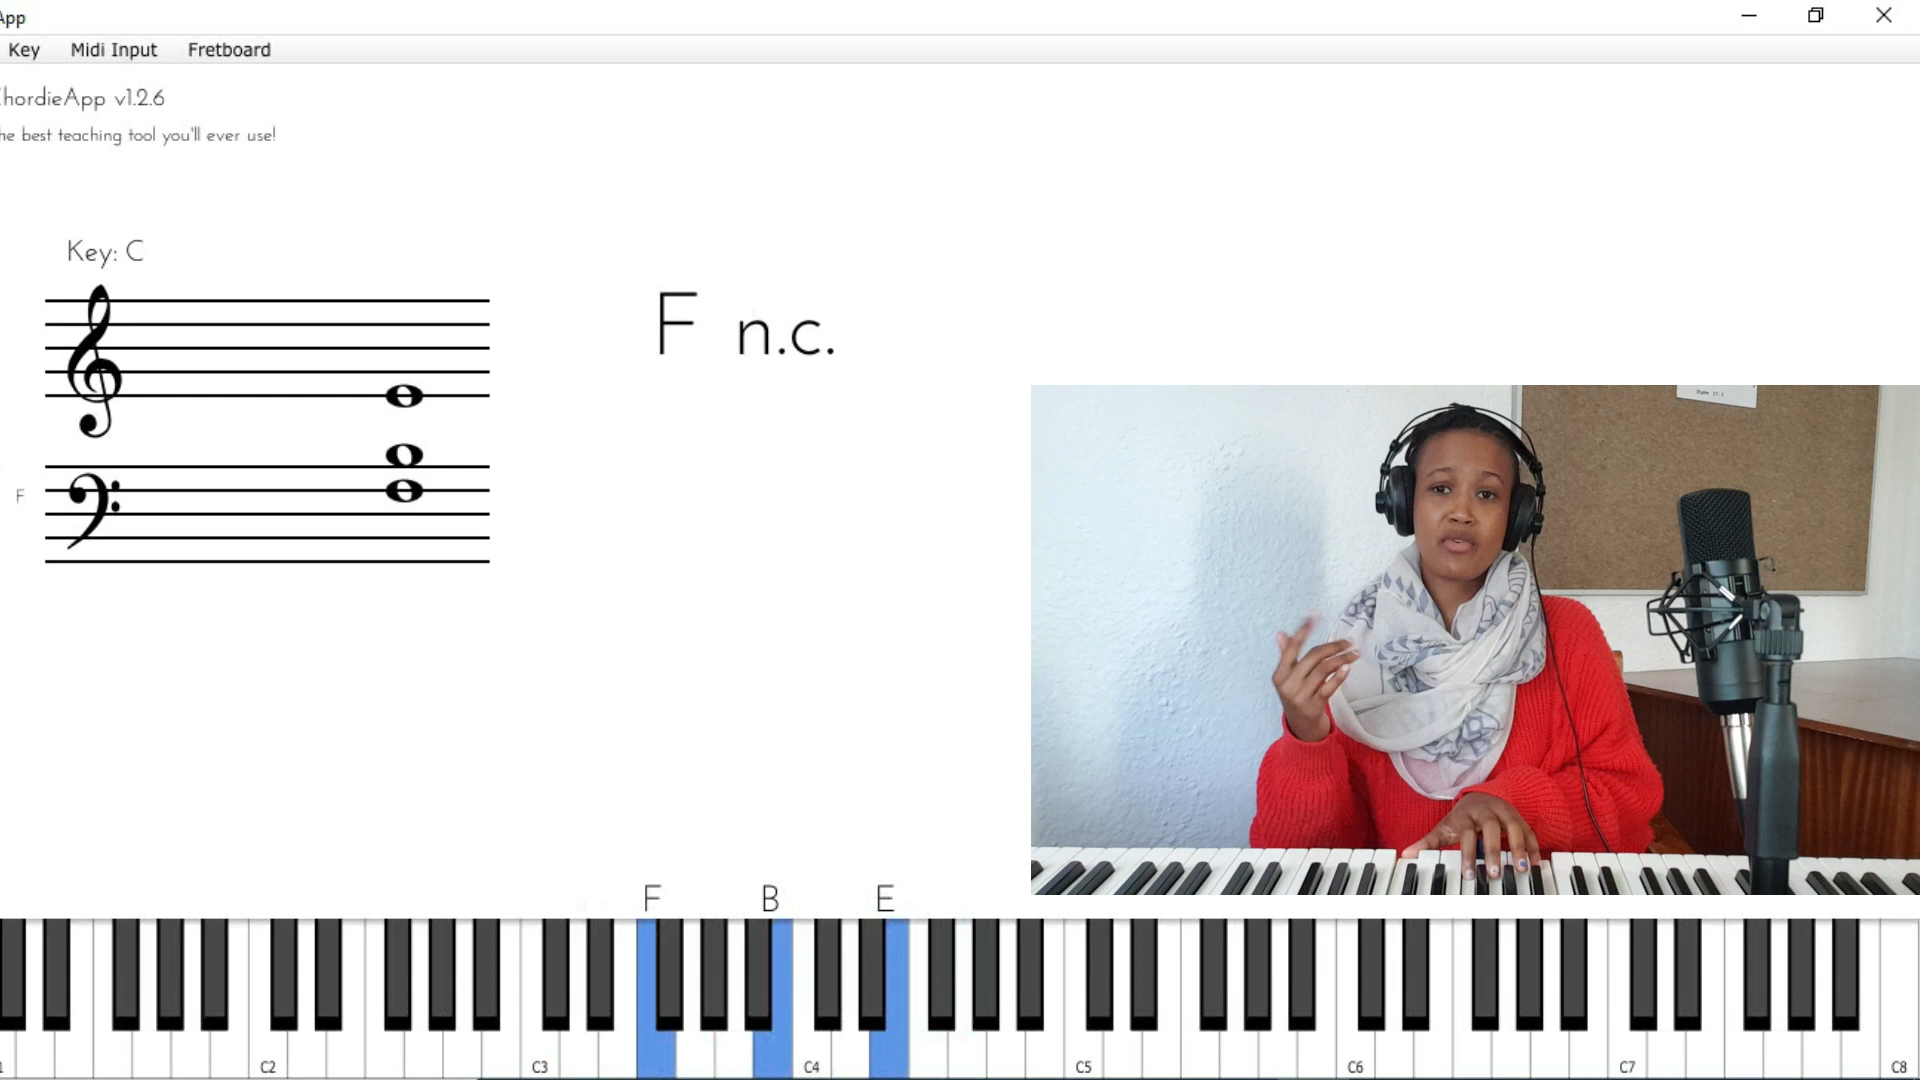 App
Key Midi Input Fretboard
ChordieApp v1.2.6
he best teaching tool you'll ever use!
Key: C
F n.c.
F
F B E
C2 C3 C4 C5 C6 C7 C8